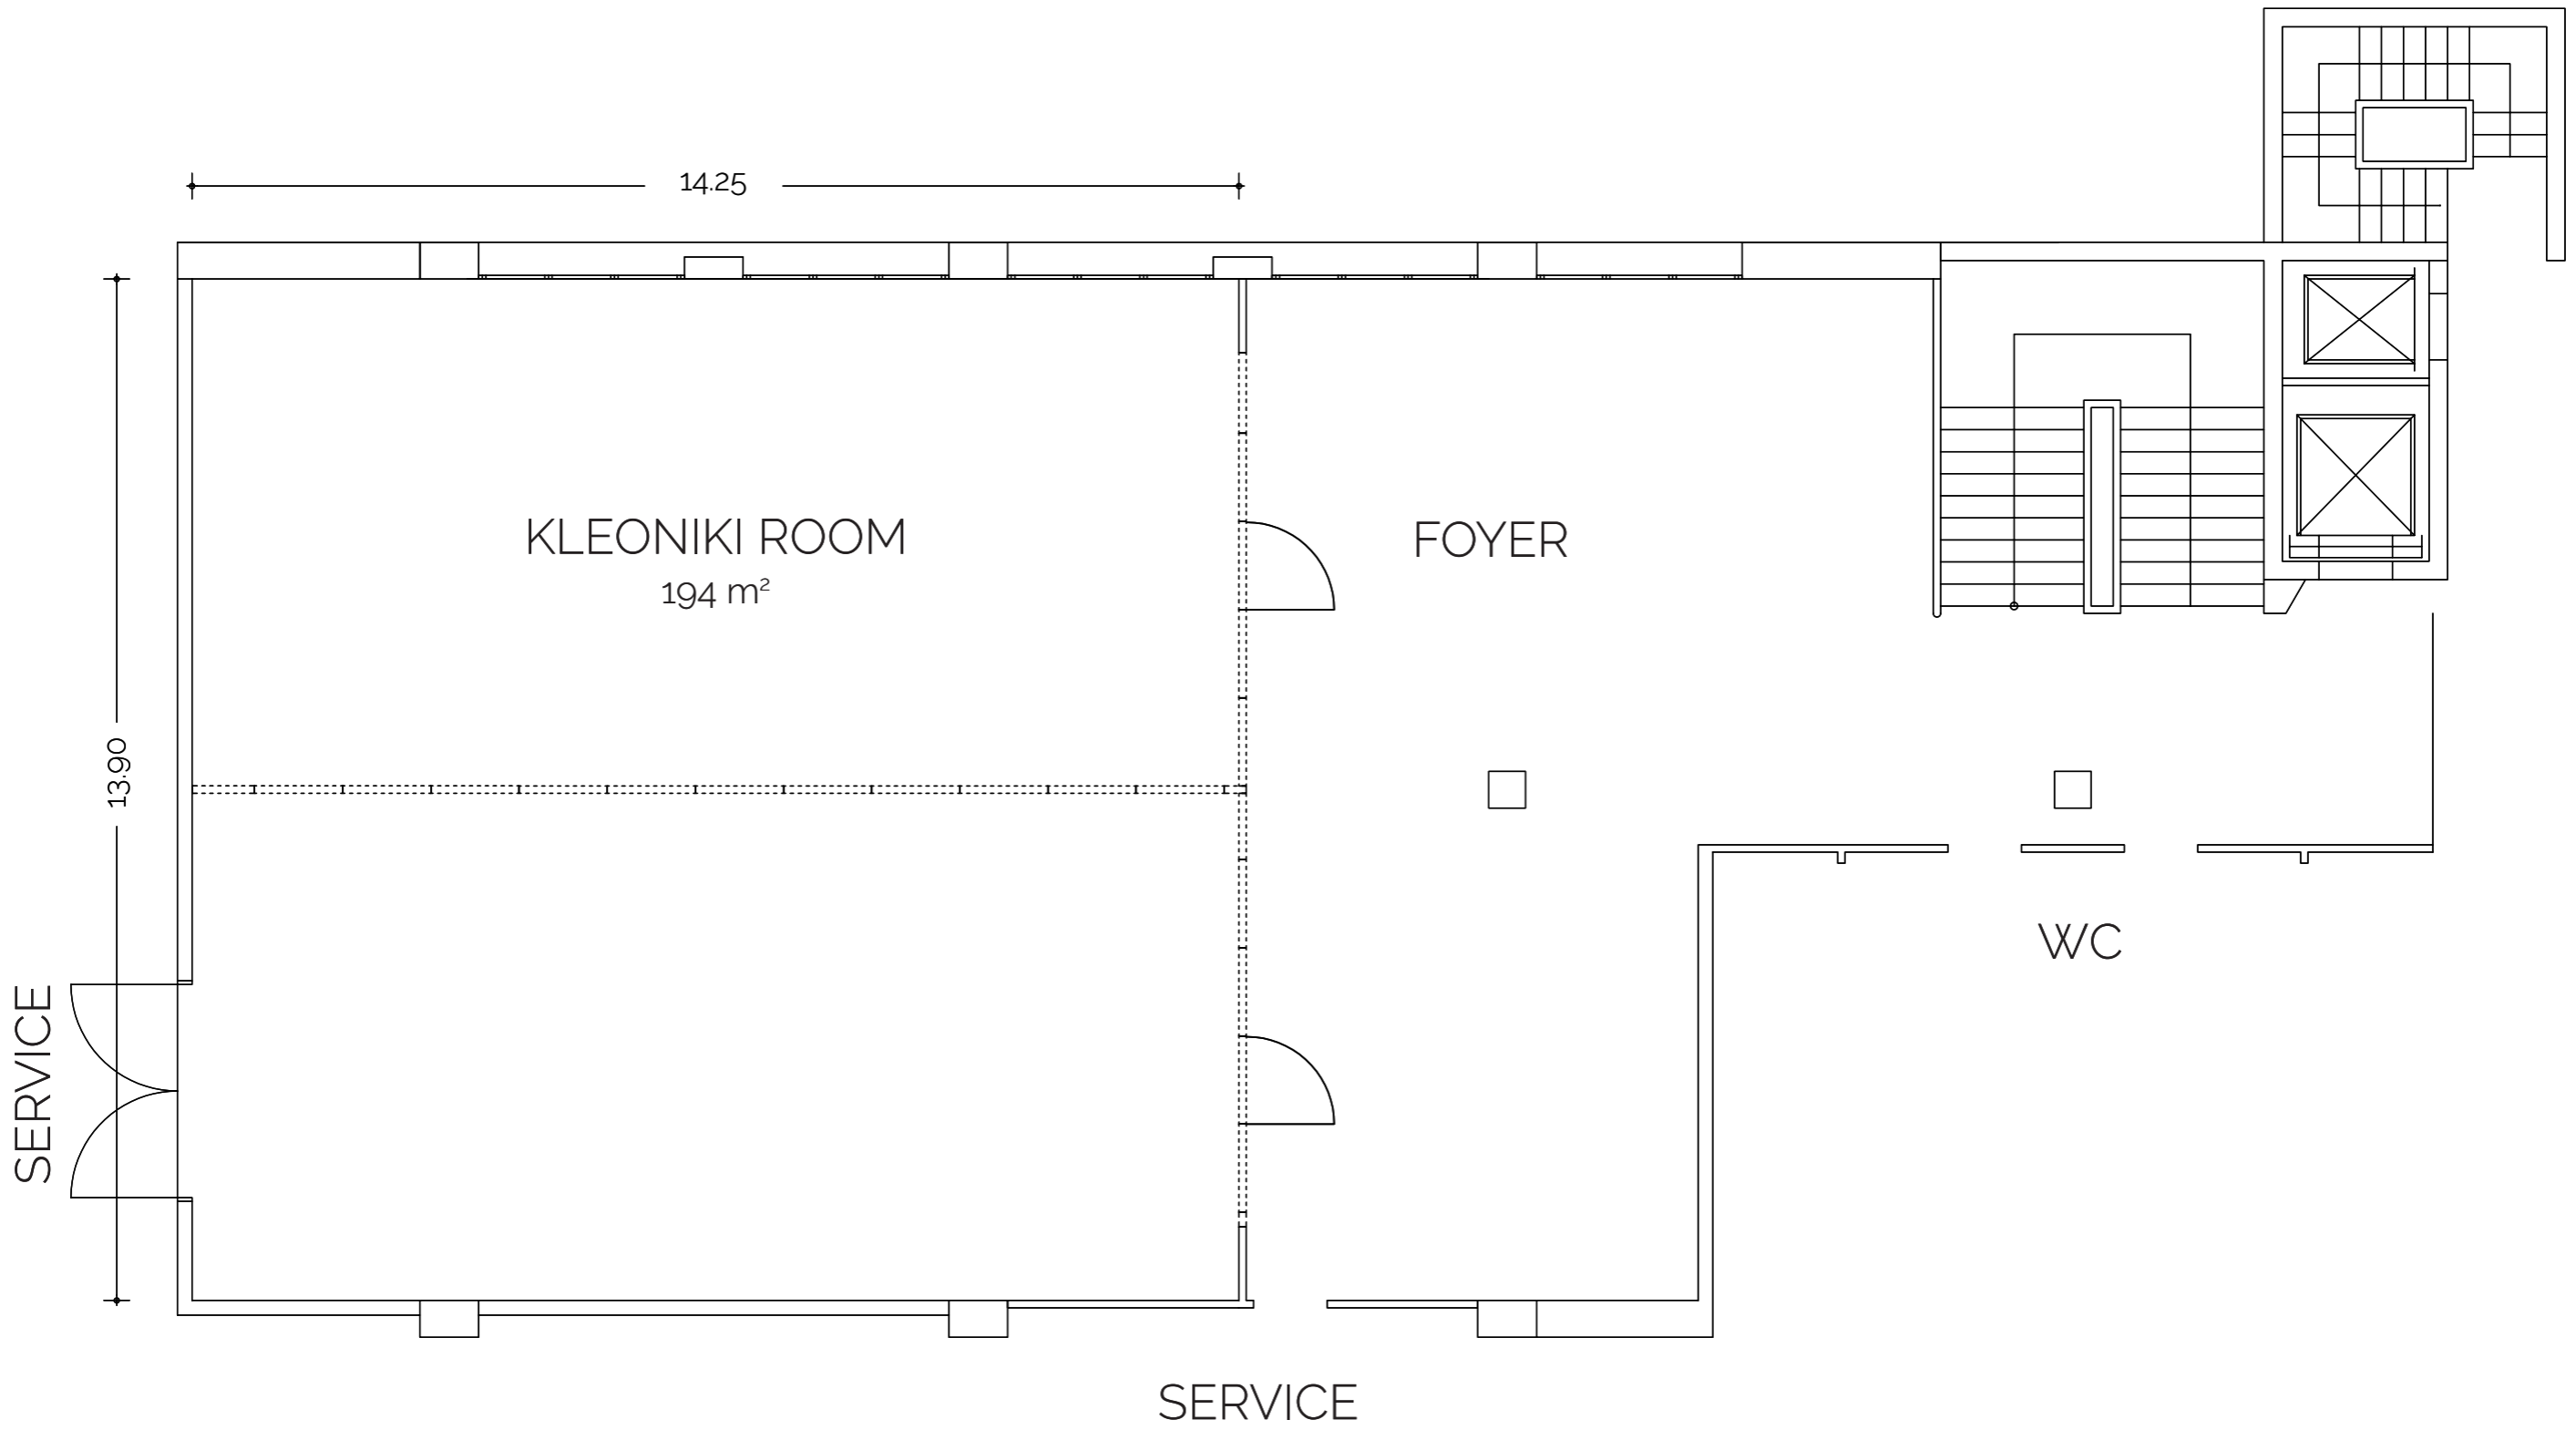 14.25
KLEONIKI ROOM
194 m²
FOYER
13.90
WC
SERVICE
SERVICE